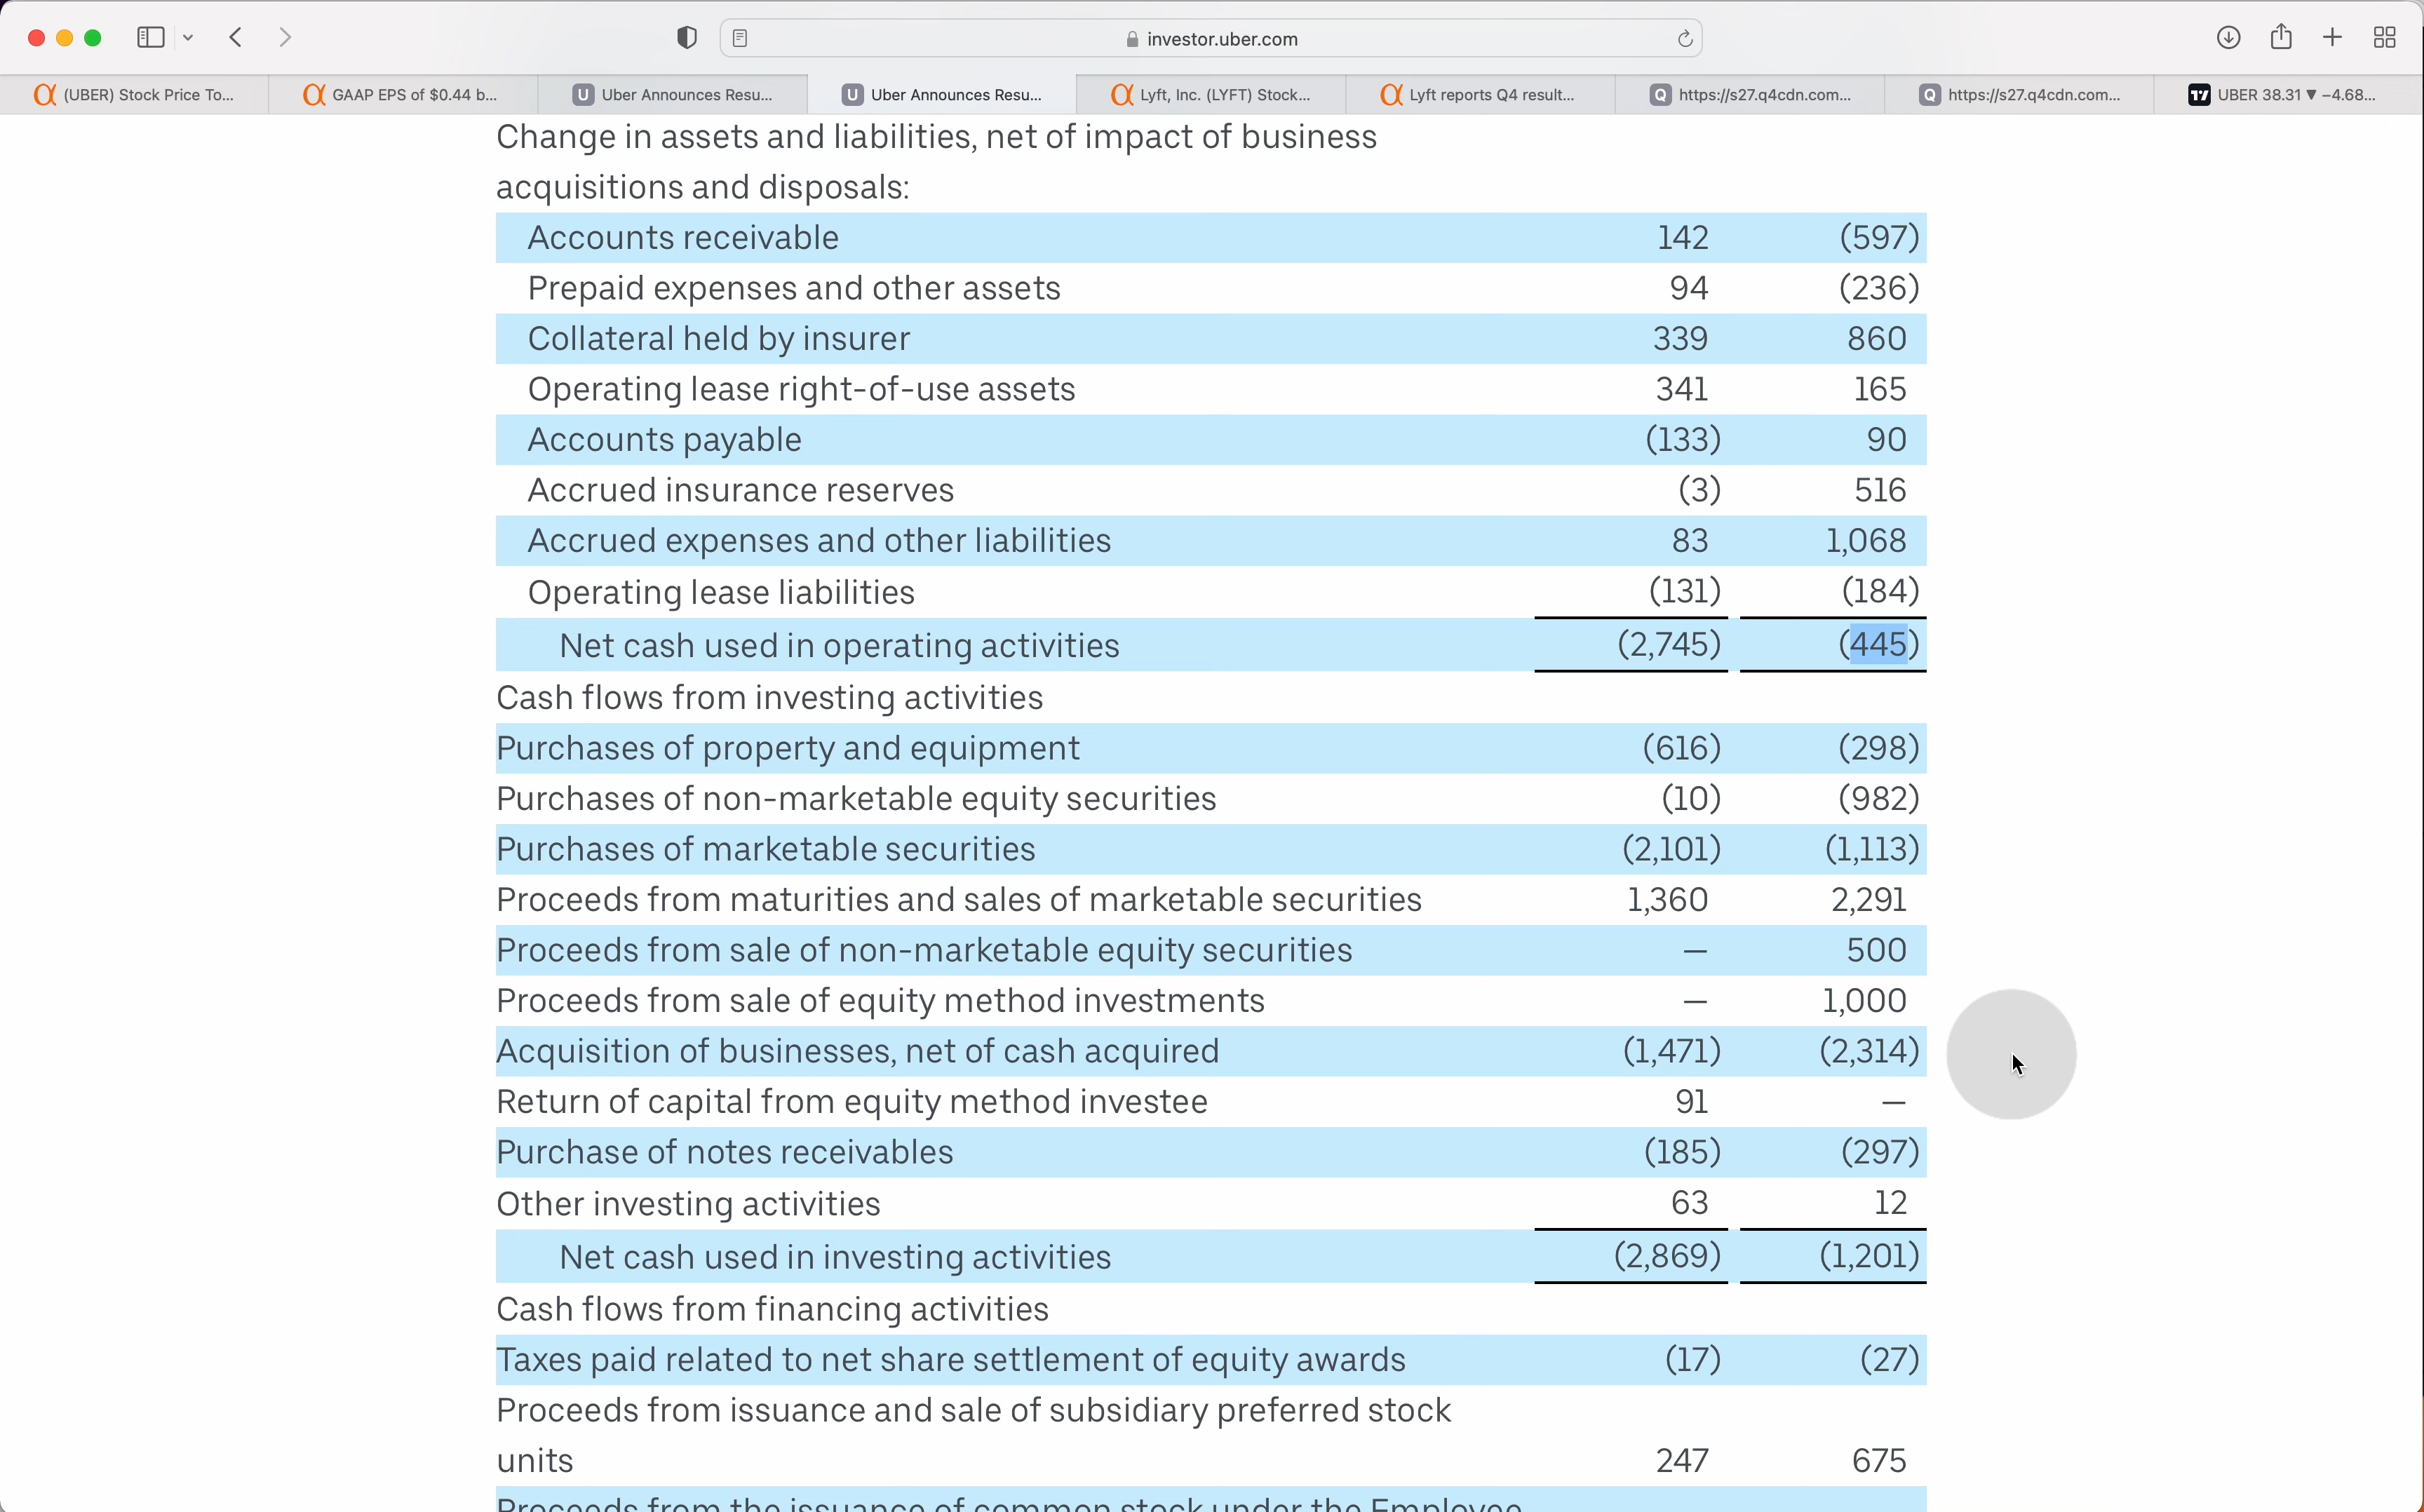 investor.uber.com
(UBER) Stock Price To...
GAAP EPS of $0.44 b...
U Uber Announces Resu...
U Uber Announces Resu...
Lyft, Inc. (LYFT) Stock...
Lyft reports Q4 result...
Q https://s27.q4cdn.com...
Q https://s27.q4cdn.com...
UBER 38.31 ▼ −4.68...
Change in assets and liabilities, net of impact of business
acquisitions and disposals:
Accounts receivable 142 (597)
Prepaid expenses and other assets 94 (236)
Collateral held by insurer 339 860
Operating lease right-of-use assets 341 165
Accounts payable (133) 90
Accrued insurance reserves (3) 516
Accrued expenses and other liabilities 83 1,068
Operating lease liabilities (131) (184)
Net cash used in operating activities (2,745) (445)
Cash flows from investing activities
Purchases of property and equipment (616) (298)
Purchases of non-marketable equity securities (10) (982)
Purchases of marketable securities (2,101) (1,113)
Proceeds from maturities and sales of marketable securities 1,360 2,291
Proceeds from sale of non-marketable equity securities — 500
Proceeds from sale of equity method investments — 1,000
Acquisition of businesses, net of cash acquired (1,471) (2,314)
Return of capital from equity method investee 91 —
Purchase of notes receivables (185) (297)
Other investing activities 63 12
Net cash used in investing activities (2,869) (1,201)
Cash flows from financing activities
Taxes paid related to net share settlement of equity awards (17) (27)
Proceeds from issuance and sale of subsidiary preferred stock
units 247 675
Proceeds from the issuance of common stock under the Employee